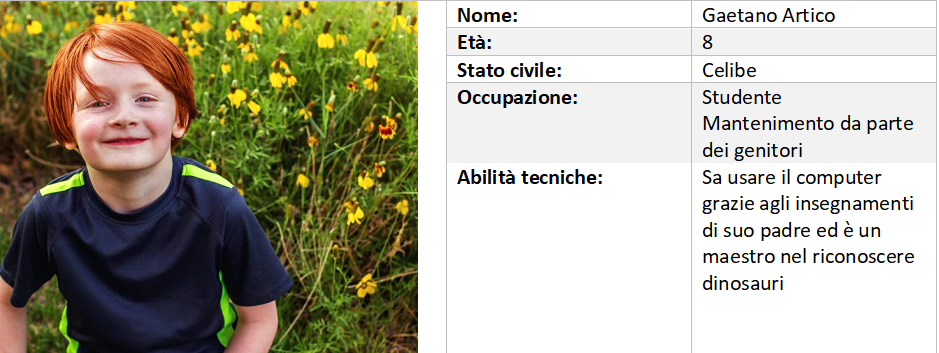 Nome: Gaetano Artico
Età: 8
Stato civile: Celibe
Occupazione: Studente
Mantenimento da parte
dei genitori
Abilità tecniche: Sa usare il computer
grazie agli insegnamenti
di suo padre ed è un
maestro nel riconoscere
dinosauri